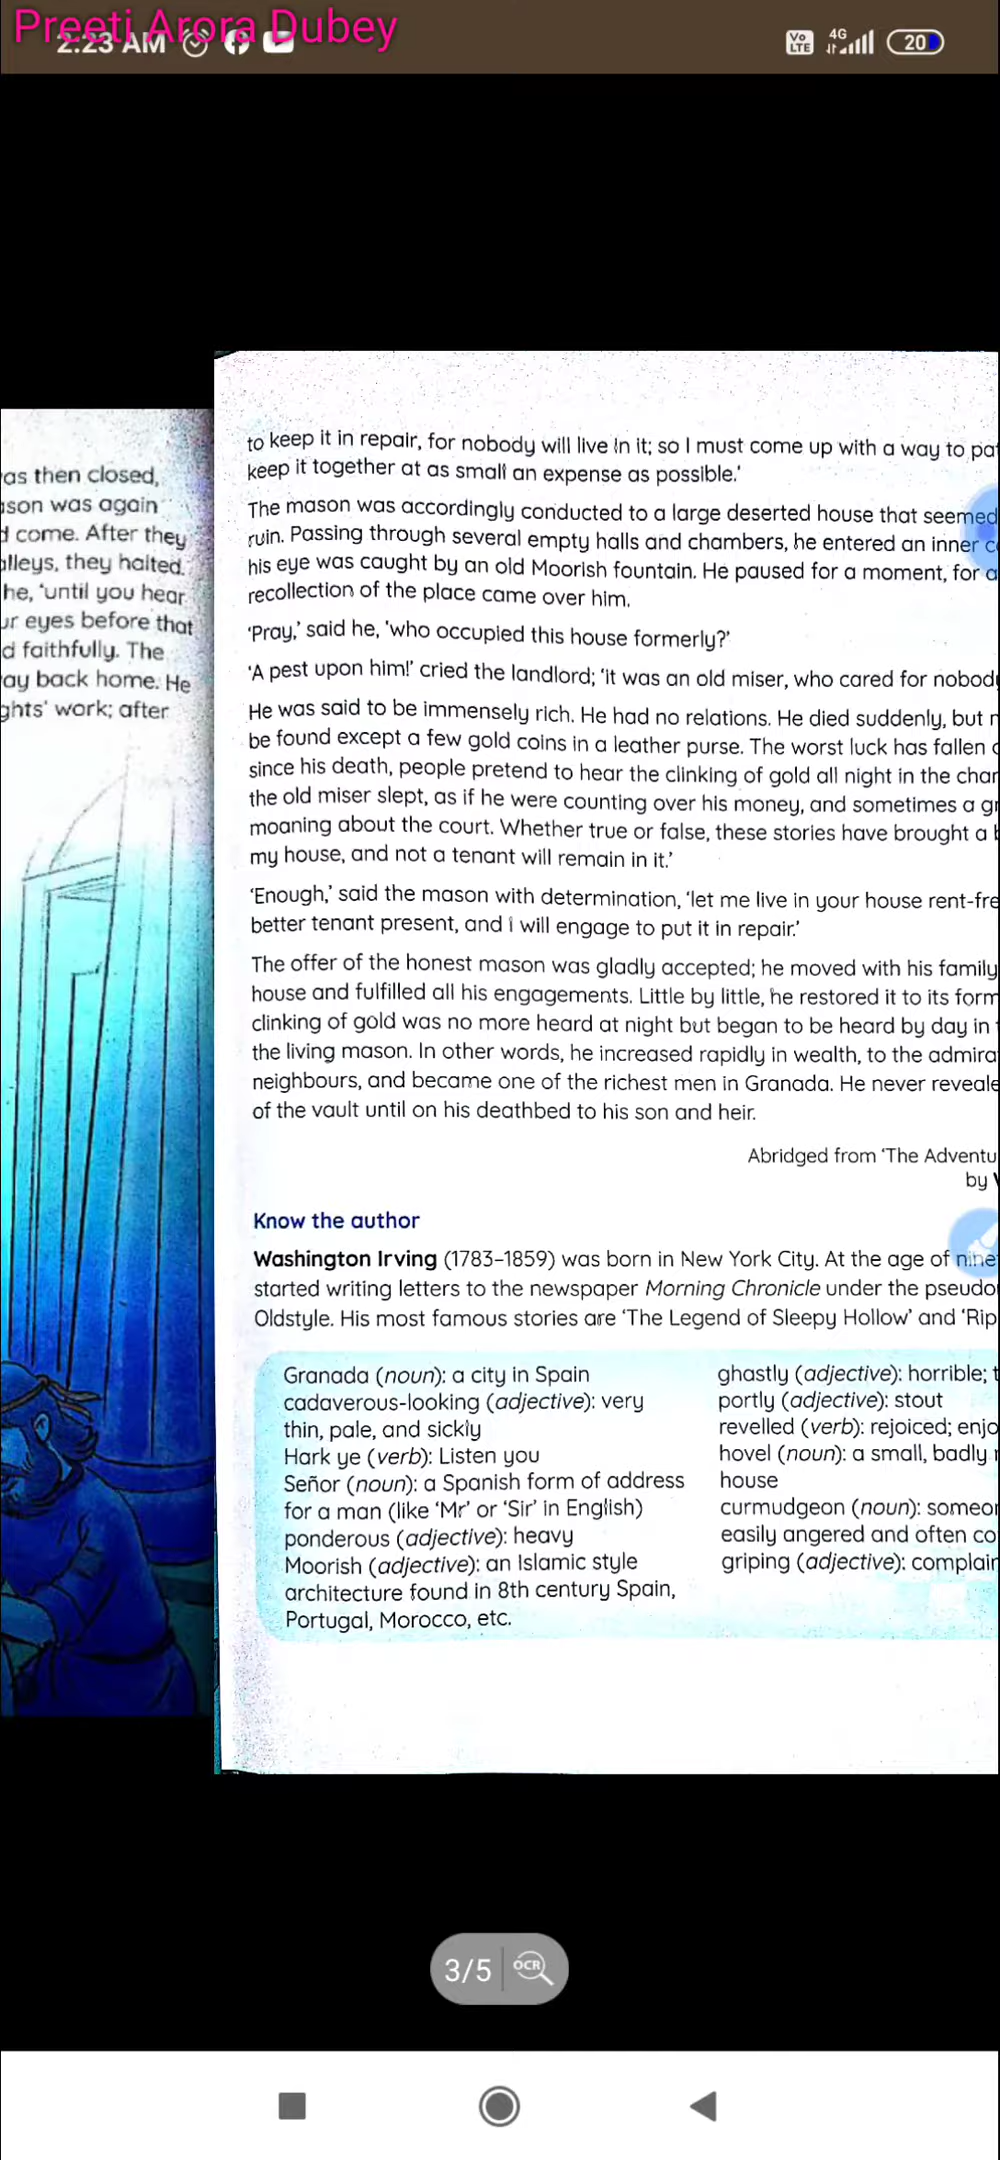 Preeti Arora Dubey
2:23 AM
Vo LTE 4G 20
as then closed,
son was again
come. After they
alleys, they halted.
he, 'until you hear
ur eyes before that
d faithfully. The
ay back home. He
ghts' work; after
to keep it in repair, for nobody will live in it; so I must come up with a way to pa
keep it together at as small an expense as possible.'
The mason was accordingly conducted to a large deserted house that seemed
ruin. Passing through several empty halls and chambers, he entered an inner c
his eye was caught by an old Moorish fountain. He paused for a moment, for a
recollection of the place came over him.
'Pray,' said he, 'who occupied this house formerly?'
'A pest upon him!' cried the landlord; 'it was an old miser, who cared for nobod
He was said to be immensely rich. He had no relations. He died suddenly, but n
be found except a few gold coins in a leather purse. The worst luck has fallen o
since his death, people pretend to hear the clinking of gold all night in the cha
the old miser slept, as if he were counting over his money, and sometimes a g
moaning about the court. Whether true or false, these stories have brought a b
my house, and not a tenant will remain in it.'
'Enough,' said the mason with determination, 'let me live in your house rent-fre
better tenant present, and I will engage to put it in repair.'
The offer of the honest mason was gladly accepted; he moved with his family
house and fulfilled all his engagements. Little by little, he restored it to its form
clinking of gold was no more heard at night but began to be heard by day in
the living mason. In other words, he increased rapidly in wealth, to the admira
neighbours, and became one of the richest men in Granada. He never reveale
of the vault until on his deathbed to his son and heir.
Abridged from 'The Adventu
by
Know the author
Washington Irving (1783–1859) was born in New York City. At the age of nine
started writing letters to the newspaper Morning Chronicle under the pseudo
Oldstyle. His most famous stories are 'The Legend of Sleepy Hollow' and 'Rip
Granada (noun): a city in Spain
cadaverous-looking (adjective): very
thin, pale, and sickly
Hark ye (verb): Listen you
Señor (noun): a Spanish form of address
for a man (like 'Mr' or 'Sir' in English)
ponderous (adjective): heavy
Moorish (adjective): an Islamic style
architecture found in 8th century Spain,
Portugal, Morocco, etc.
ghastly (adjective): horrible; t
portly (adjective): stout
revelled (verb): rejoiced; enjo
hovel (noun): a small, badly
house
curmudgeon (noun): someo
easily angered and often co
griping (adjective): complain
3/5 OCR